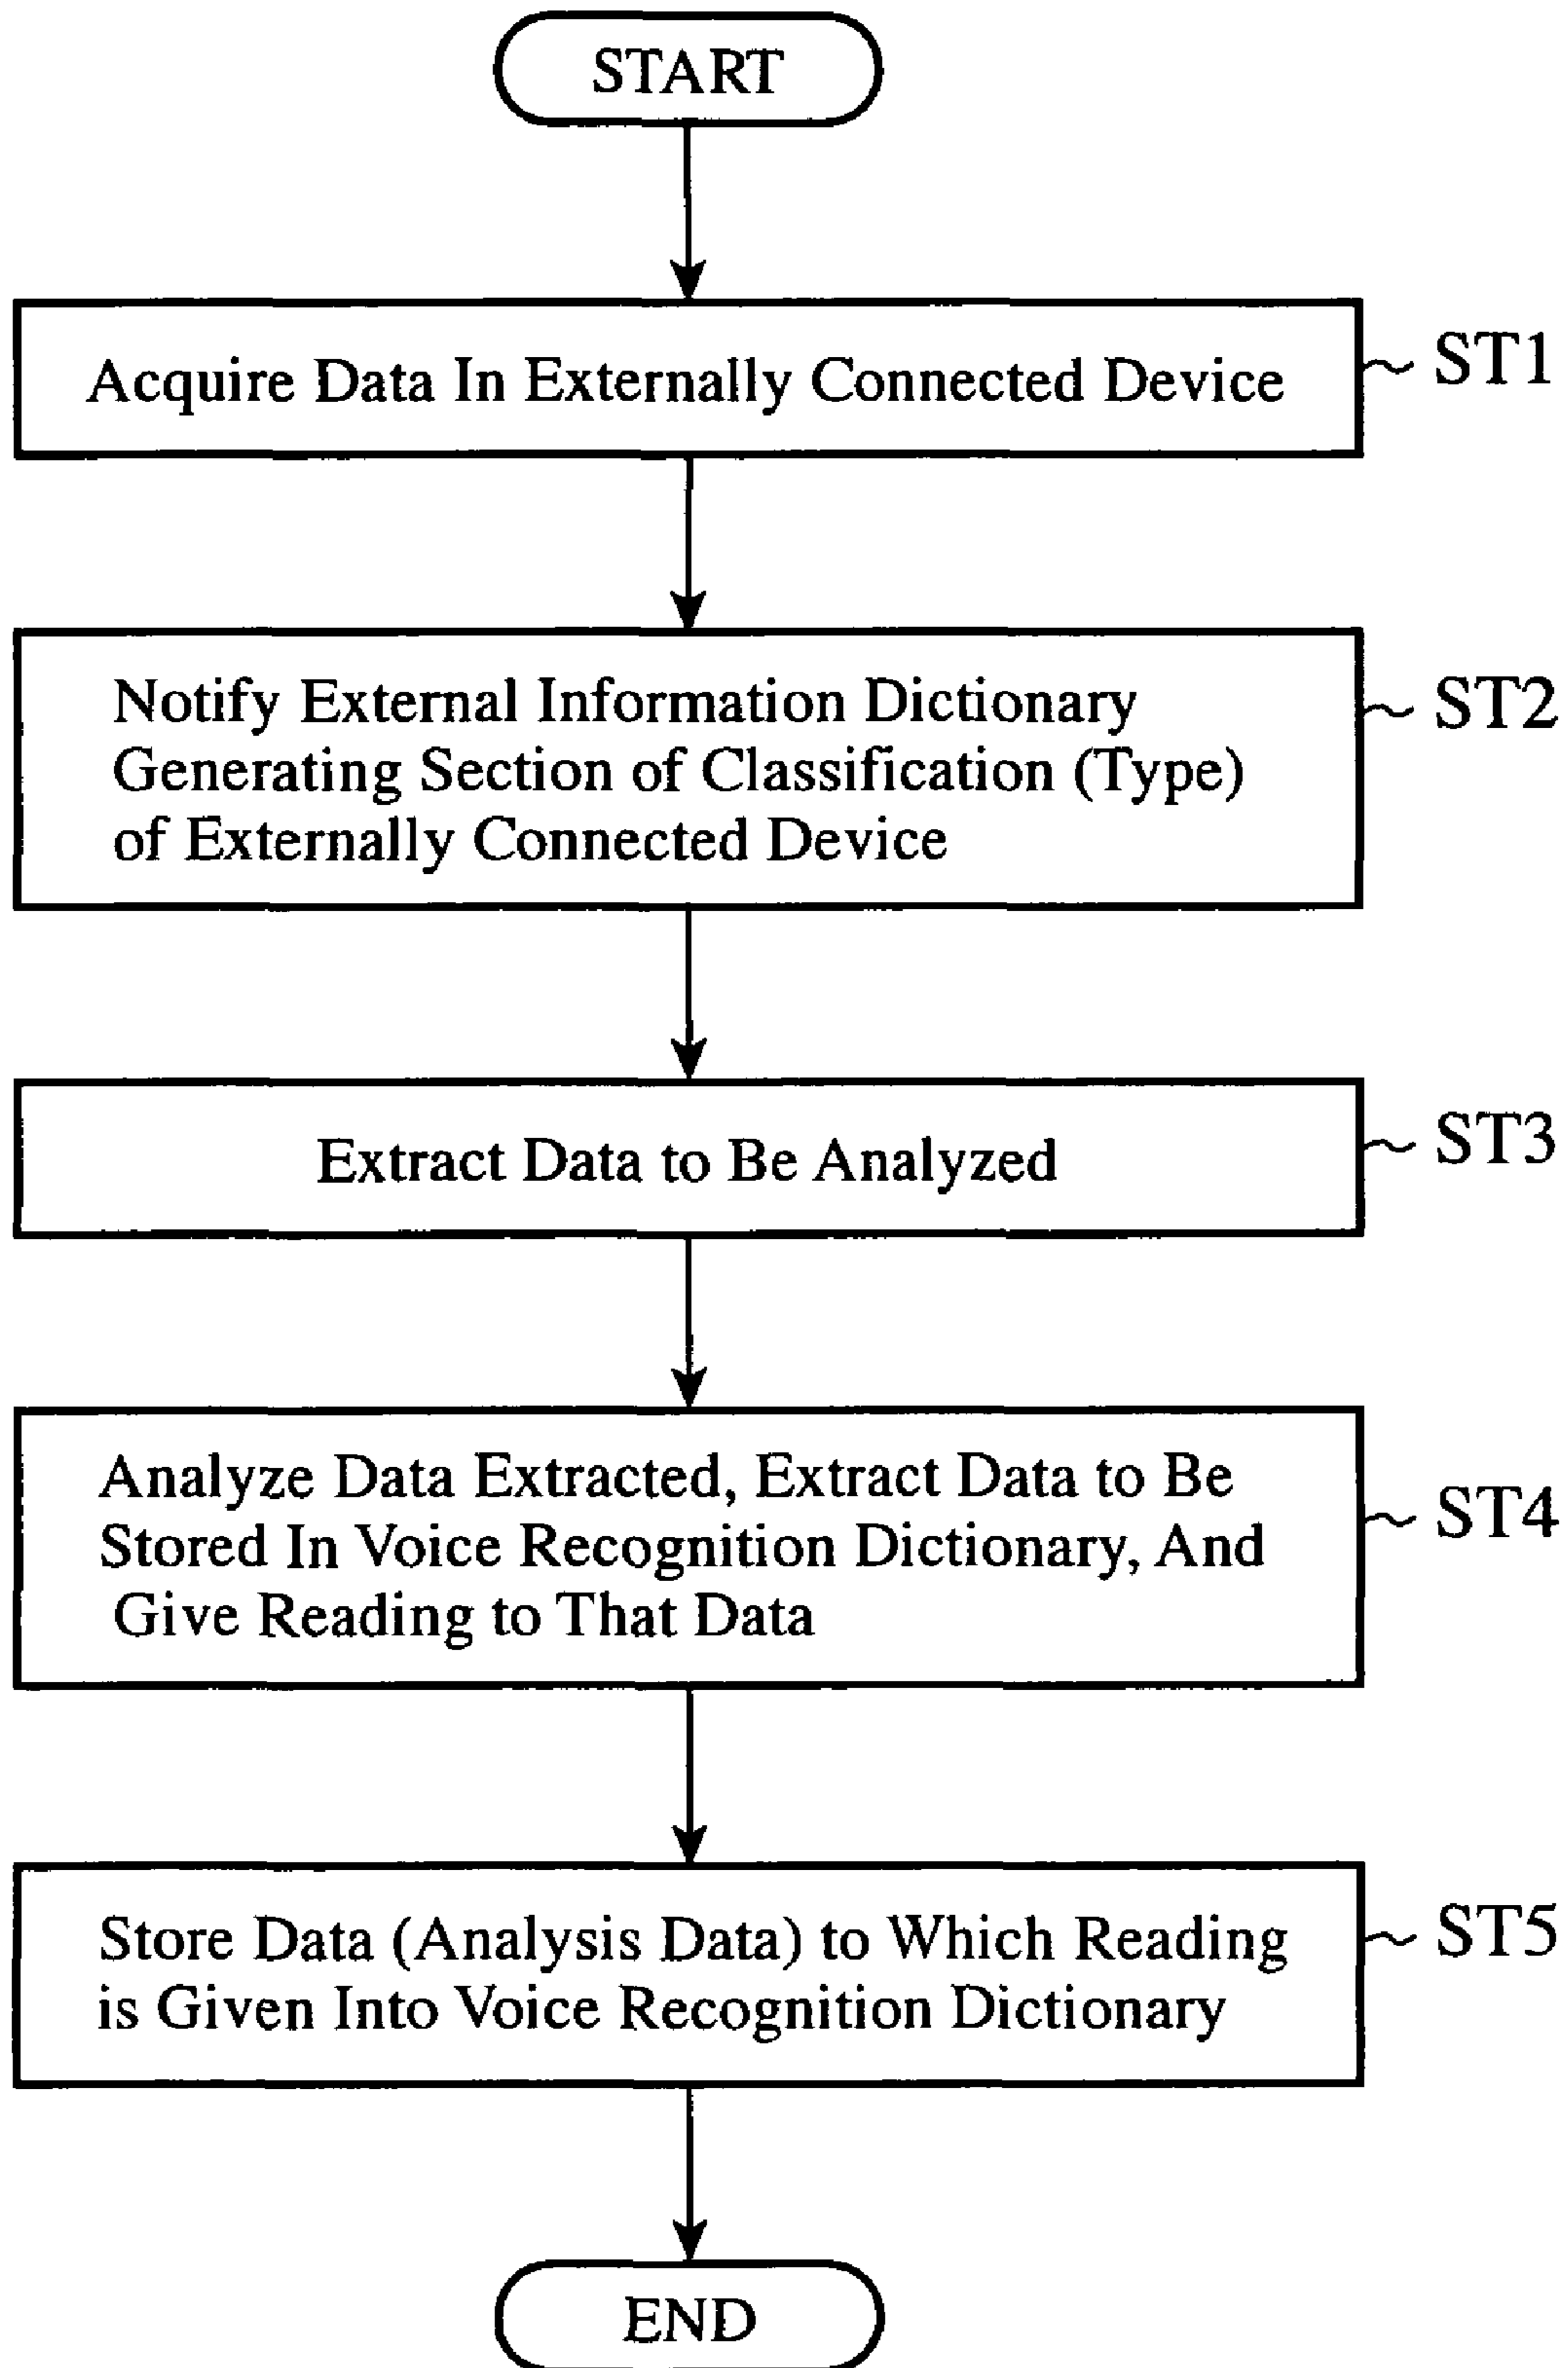 START
Acquire Data In Externally Connected Device
ST1
Notify External Information Dictionary
Generating Section of Classification (Type)
of Externally Connected Device
ST2
Extract Data to Be Analyzed
ST3
Analyze Data Extracted, Extract Data to Be
Stored In Voice Recognition Dictionary, And
Give Reading to That Data
ST4
Store Data (Analysis Data) to Which Reading
is Given Into Voice Recognition Dictionary
ST5
END